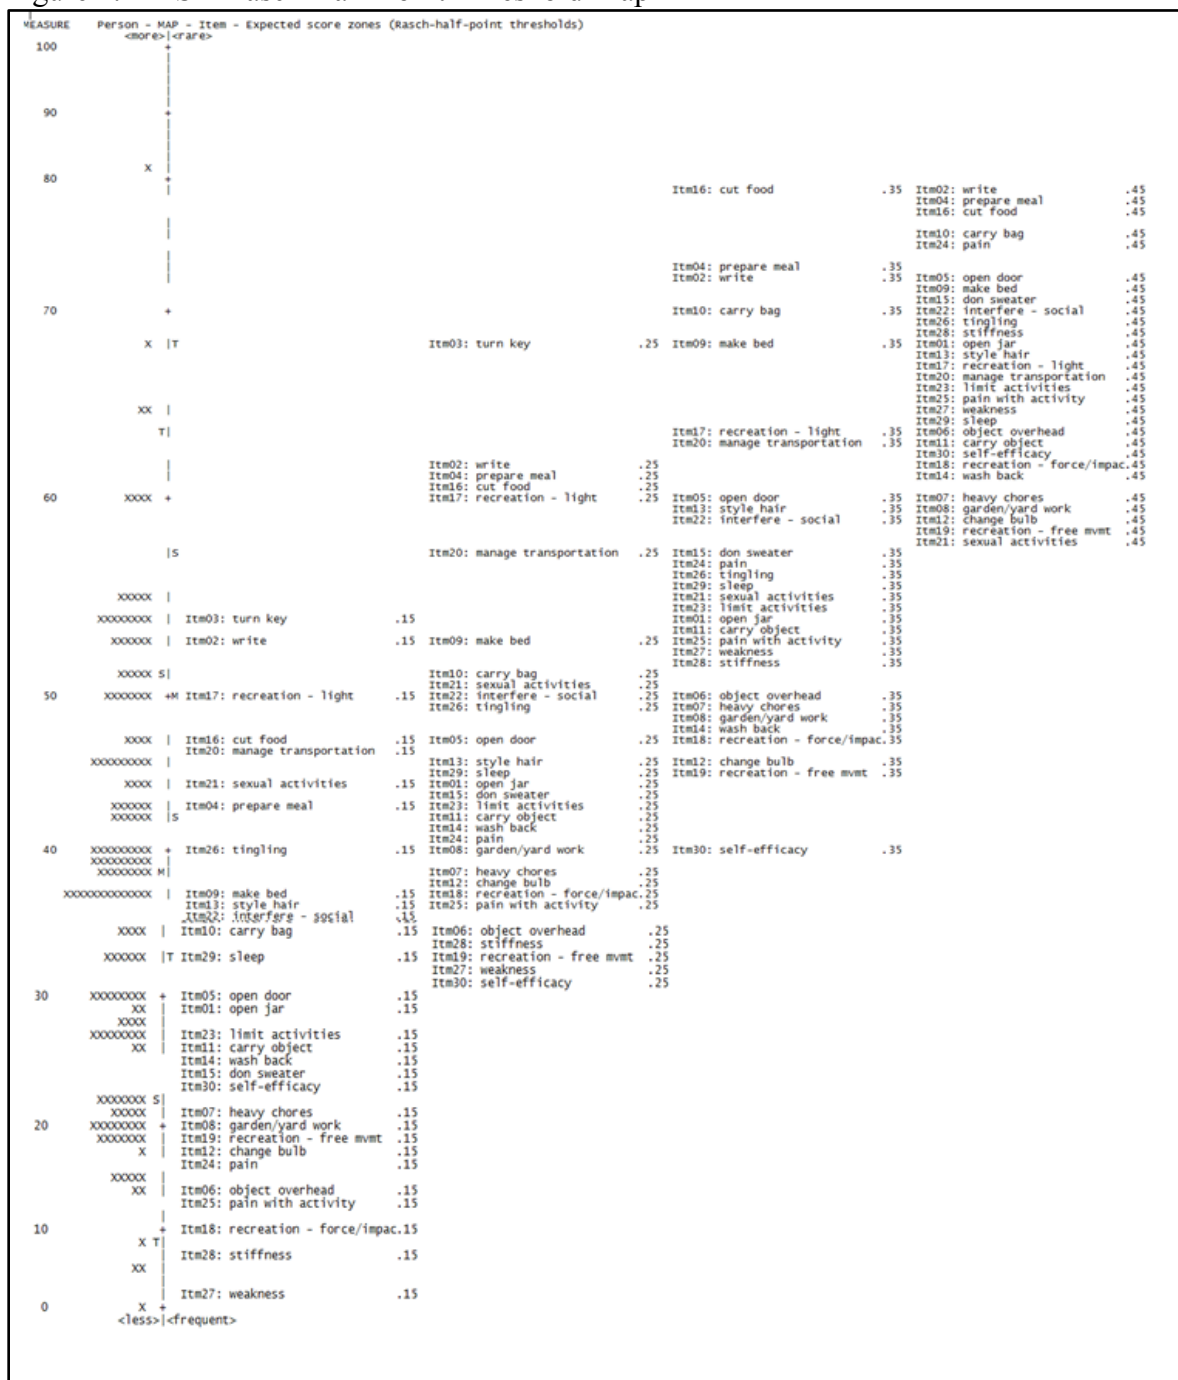 MEASURE Person - MAP - Item - Expected score zones (Rasch-half-point thresholds)
<more>|<rare>
100 +
|
|
|
|
|
90 +
|
|
|
|
X |
80 +
| Itm16: cut food .35 Itm02: write .45
Itm04: prepare meal .45
Itm16: cut food .45
|
| Itm10: carry bag .45
Itm24: pain .45
| Itm04: prepare meal .35
| Itm02: write .35 Itm05: open door .45
Itm09: make bed .45
Itm15: don sweater .45
70 + Itm10: carry bag .35 Itm22: interfere - social .45
Itm26: tingling .45
Itm28: stiffness .45
X |T Itm03: turn key .25 Itm09: make bed .35 Itm01: open jar .45
Itm13: style hair .45
Itm17: recreation - light .45
Itm20: manage transportation .45
Itm23: limit activities .45
Itm25: pain with activity .45
XX | Itm27: weakness .45
Itm29: sleep .45
T| Itm17: recreation - light .35 Itm06: object overhead .45
Itm20: manage transportation .35 Itm11: carry object .45
Itm30: self-efficacy .45
| Itm02: write .25 Itm18: recreation - force/impac.45
| Itm04: prepare meal .25 Itm14: wash back .45
Itm16: cut food .25
60 XXXX + Itm17: recreation - light .25 Itm05: open door .35 Itm07: heavy chores .45
Itm13: style hair .35 Itm08: garden/yard work .45
Itm22: interfere - social .35 Itm12: change bulb .45
Itm19: recreation - free mvmt .45
Itm21: sexual activities .45
|S Itm20: manage transportation .25 Itm15: don sweater .35
Itm24: pain .35
Itm26: tingling .35
Itm29: sleep .35
XXXXX | Itm21: sexual activities .35
Itm23: limit activities .35
XXXXXXXX | Itm03: turn key .15 Itm01: open jar .35
Itm11: carry object .35
XXXXXX | Itm02: write .15 Itm09: make bed .25 Itm25: pain with activity .35
Itm27: weakness .35
Itm28: stiffness .35
XXXXX S| Itm10: carry bag .25
Itm21: sexual activities .25
50 XXXXXXX +M Itm17: recreation - light .15 Itm22: interfere - social .25 Itm06: object overhead .35
Itm26: tingling .25 Itm07: heavy chores .35
Itm08: garden/yard work .35
Itm14: wash back .35
XXXX | Itm16: cut food .15 Itm05: open door .25 Itm18: recreation - force/impac.35
Itm20: manage transportation .15
XXXXXXXXX | Itm13: style hair .25 Itm12: change bulb .35
Itm29: sleep .25 Itm19: recreation - free mvmt .35
XXXX | Itm21: sexual activities .15 Itm01: open jar .25
Itm15: don sweater .25
XXXXXX | Itm04: prepare meal .15 Itm23: limit activities .25
XXXXXX |S Itm11: carry object .25
Itm14: wash back .25
Itm24: pain .25
40 XXXXXXXXX + Itm26: tingling .15 Itm08: garden/yard work .25 Itm30: self-efficacy .35
XXXXXXXXX |
XXXXXXXX M| Itm07: heavy chores .25
Itm12: change bulb .25
XXXXXXXXXXXXX | Itm09: make bed .15 Itm18: recreation - force/impac.25
Itm13: style hair .15 Itm25: pain with activity .25
Itm22: interfere - social .15
XXXX | Itm10: carry bag .15 Itm06: object overhead .25
Itm28: stiffness .25
XXXXXX |T Itm29: sleep .15 Itm19: recreation - free mvmt .25
Itm27: weakness .25
Itm30: self-efficacy .25
30 XXXXXXXX + Itm05: open door .15
XX | Itm01: open jar .15
XXXX |
XXXXXXXX | Itm23: limit activities .15
XX | Itm11: carry object .15
Itm14: wash back .15
Itm15: don sweater .15
Itm30: self-efficacy .15
XXXXXXX S|
XXXXX | Itm07: heavy chores .15
20 XXXXXXXX + Itm08: garden/yard work .15
XXXXXXX | Itm19: recreation - free mvmt .15
X | Itm12: change bulb .15
Itm24: pain .15
XXXXX |
XX | Itm06: object overhead .15
Itm25: pain with activity .15
|
10 + Itm18: recreation - force/impac.15
X T|
| Itm28: stiffness .15
XX |
|
| Itm27: weakness .15
0 X +
<less>|<frequent>